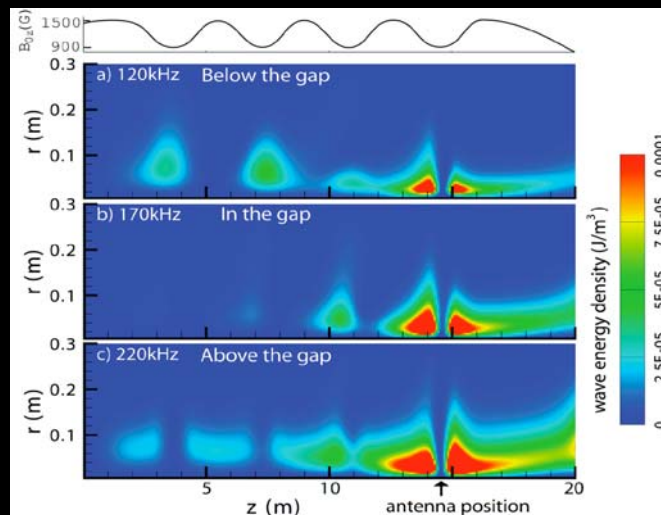 B₀z(G)
1500
900
a) 120kHz Below the gap
0.3
0.2
0.1
r (m)
b) 170kHz In the gap
0.3
0.2
0.1
r (m)
c) 220kHz Above the gap
0.3
0.2
0.1
r (m)
5 10 20
z (m)
antenna position
wave energy density (J/m³)
0.0001
7.5E-05
5E-05
2.5E-05
0